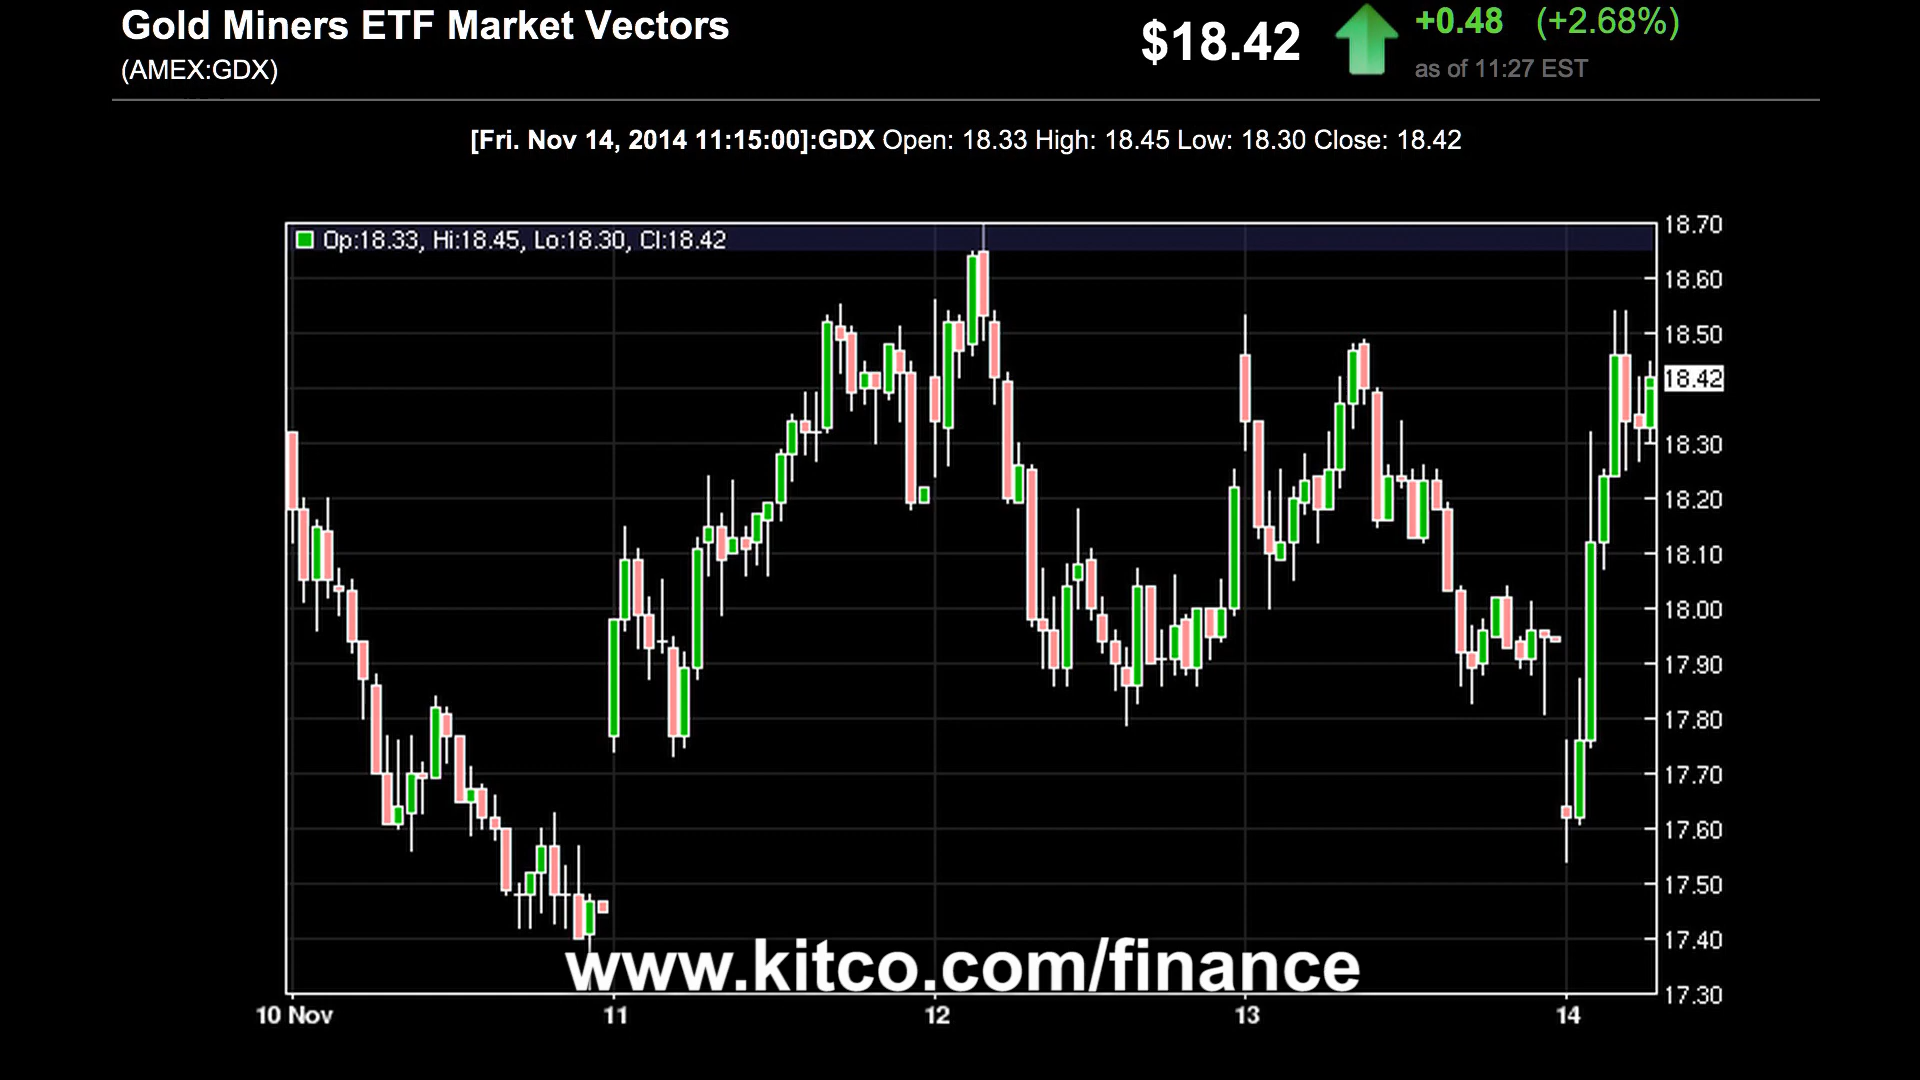 Gold Miners ETF Market Vectors
(AMEX:GDX)
$18.42
+0.48 (+2.68%)
as of 11:27 EST
[Fri. Nov 14, 2014 11:15:00]:GDX Open: 18.33 High: 18.45 Low: 18.30 Close: 18.42
Op:18.33, Hi:18.45, Lo:18.30, Cl:18.42
18.70
18.60
18.50
18.42
18.30
18.20
18.10
18.00
17.90
17.80
17.70
17.60
17.50
17.40
17.30
www.kitco.com/finance
10 Nov 11 12 13 14